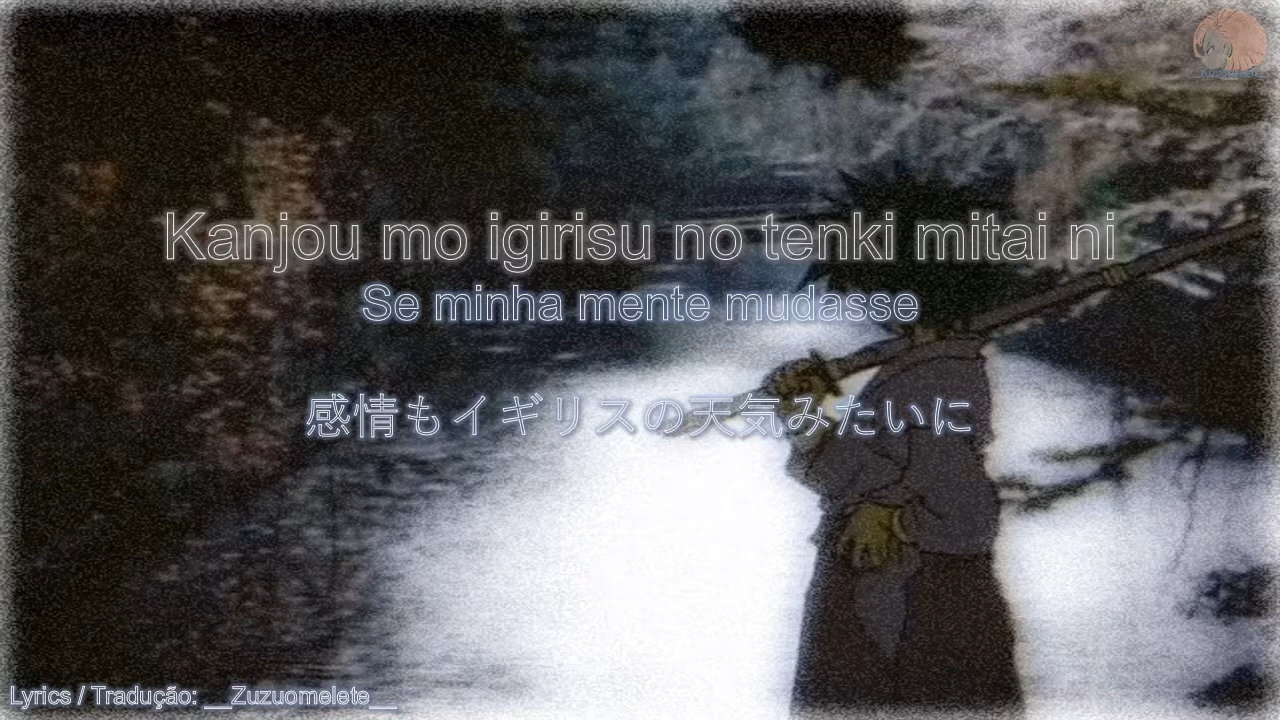 __Zuzuomelete__
Kanjou mo igirisu no tenki mitai ni
Se minha mente mudasse
感情もイギリスの天気みたいに
Lyrics / Tradução: __Zuzuomelete__